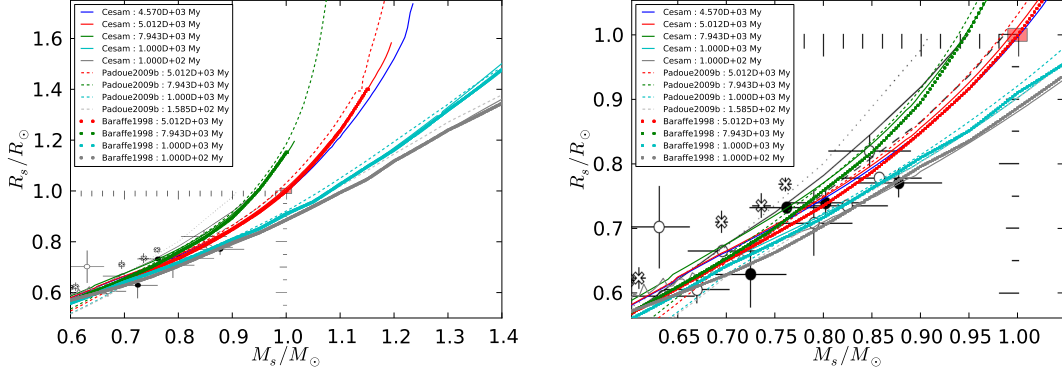 Cesam : 4.570D+03 My
Cesam : 5.012D+03 My
Cesam : 7.943D+03 My
Cesam : 1.000D+03 My
Cesam : 1.000D+02 My
Padoue2009b : 5.012D+03 My
Padoue2009b : 7.943D+03 My
Padoue2009b : 1.000D+03 My
Padoue2009b : 1.585D+02 My
Baraffe1998 : 5.012D+03 My
Baraffe1998 : 7.943D+03 My
Baraffe1998 : 1.000D+03 My
Baraffe1998 : 1.000D+02 My
1.6
1.4
1.2
1.0
0.8
0.6
R_s/R_⊙
0.6 0.7 0.8 0.9 1.0 1.1 1.2 1.3 1.4
M_s/M_⊙
Cesam : 4.570D+03 My
Cesam : 5.012D+03 My
Cesam : 7.943D+03 My
Cesam : 1.000D+03 My
Cesam : 1.000D+02 My
Padoue2009b : 5.012D+03 My
Padoue2009b : 7.943D+03 My
Padoue2009b : 1.000D+03 My
Padoue2009b : 1.585D+02 My
Baraffe1998 : 5.012D+03 My
Baraffe1998 : 7.943D+03 My
Baraffe1998 : 1.000D+03 My
Baraffe1998 : 1.000D+02 My
1.0
0.9
0.8
0.7
0.6
R_s/R_⊙
0.65 0.70 0.75 0.80 0.85 0.90 0.95 1.00
M_s/M_⊙